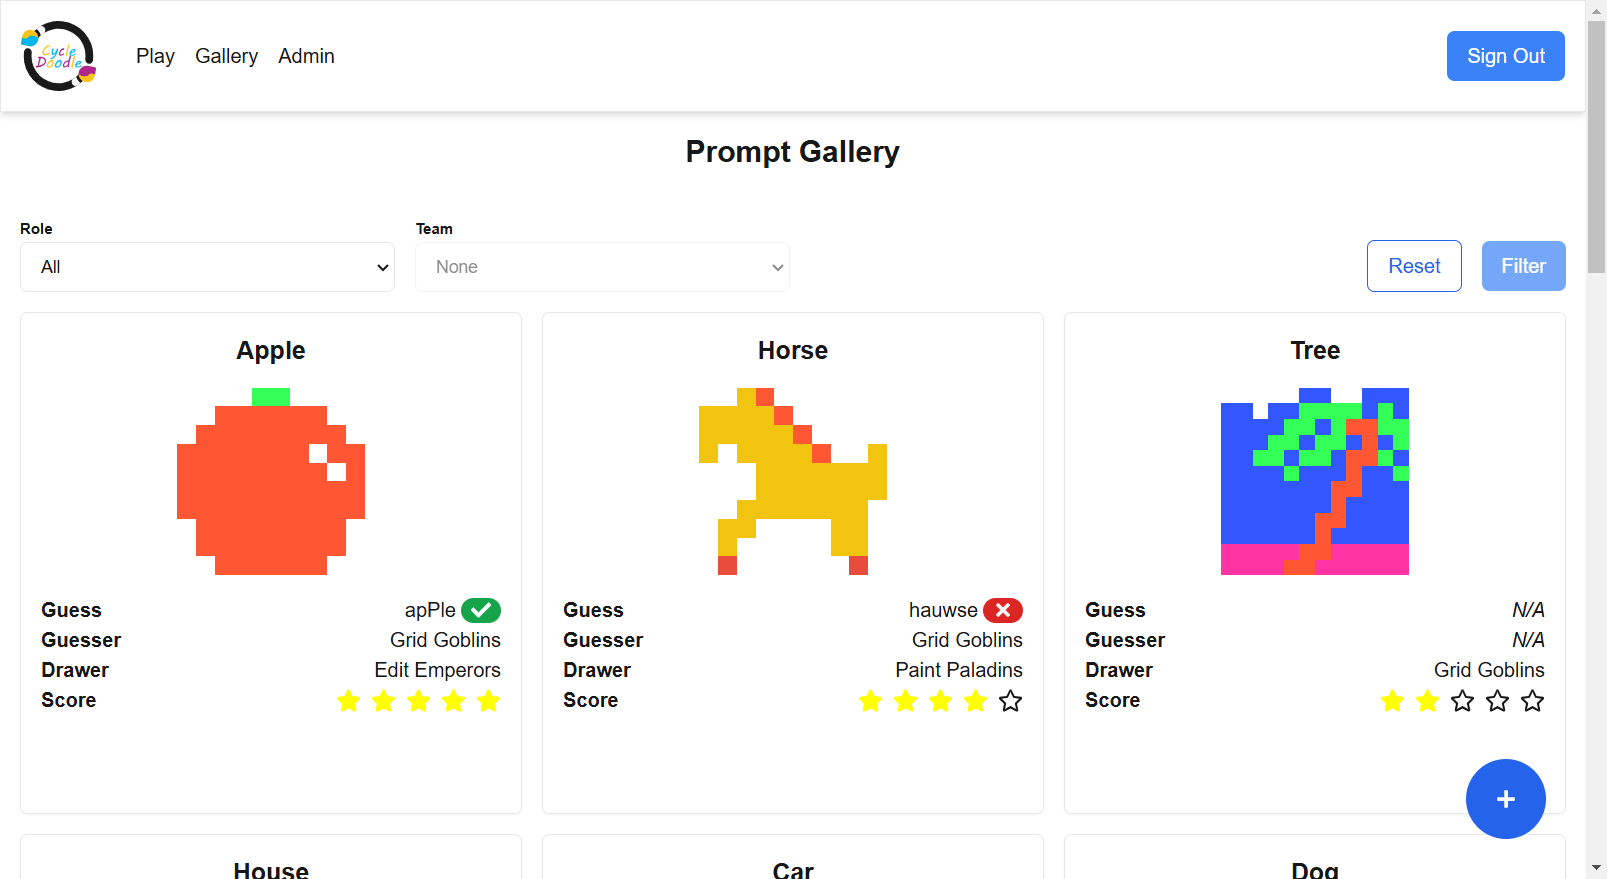 Cycle
Doodle
Play Gallery Admin
Sign Out
Prompt Gallery
Role
Team
All
None
Reset
Filter
Apple
Guess apPle
Guesser Grid Goblins
Drawer Edit Emperors
Score
Horse
Guess hauwse
Guesser Grid Goblins
Drawer Paint Paladins
Score
Tree
Guess N/A
Guesser N/A
Drawer Grid Goblins
Score
+
House
Car
Dog